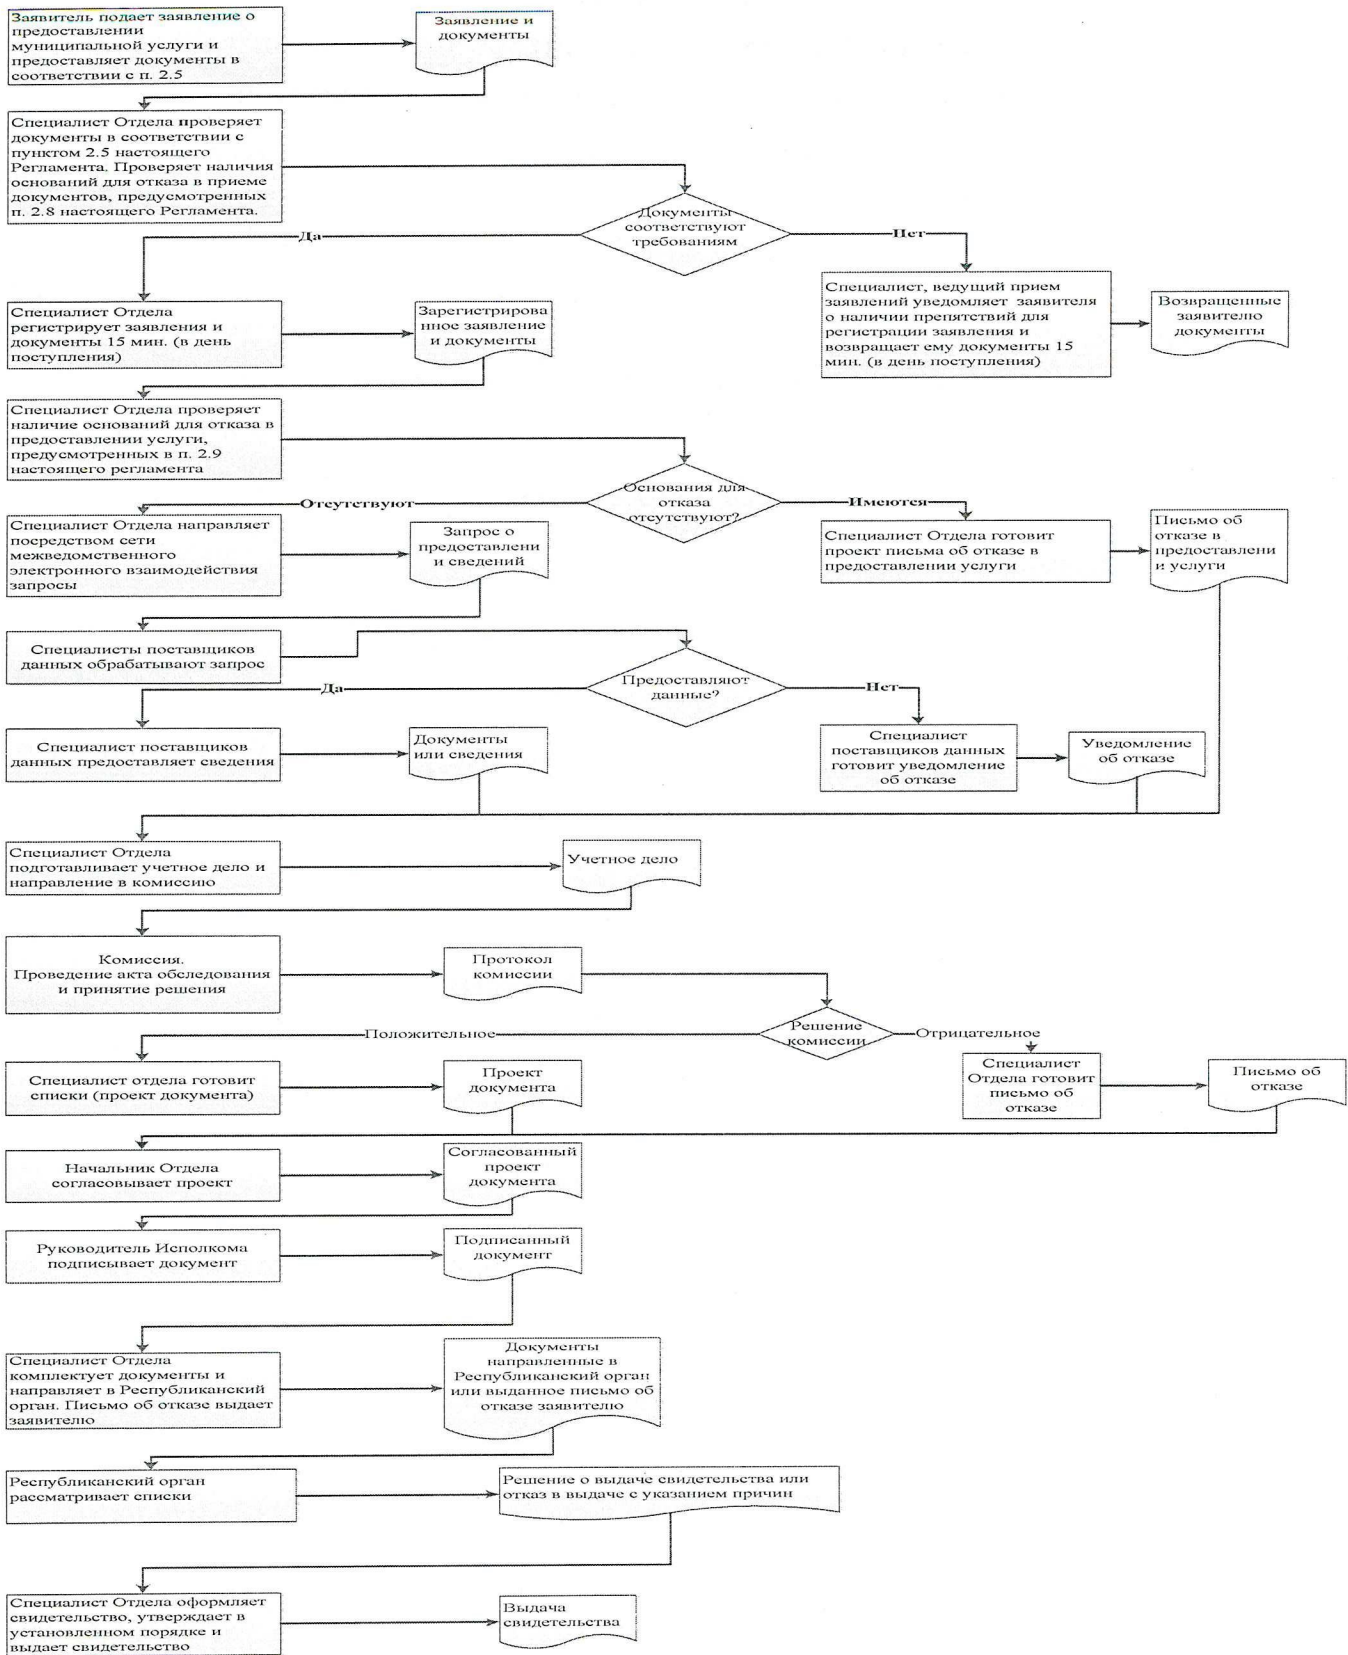 Заявитель подает заявление о
предоставлении
муниципальной услуги и
предоставляет документы в
соответствии с п. 2.5
Заявление и
документы
Специалист Отдела проверяет
документы в соответствии с
пунктом 2.5 настоящего
Регламента. Проверяет наличия
оснований для отказа в приеме
документов, предусмотренных
п. 2.8 настоящего Регламента.
Документы
соответствуют
требованиям
Да
Нет
Специалист Отдела
регистрирует заявления и
документы 15 мин. (в день
поступления)
Зарегистрирова
нное заявление
и документы
Специалист, ведущий прием
заявлений уведомляет заявителя
о наличии препятствий для
регистрации заявления и
возвращает ему документы 15
мин. (в день поступления)
Возвращенные
заявителю
документы
Специалист Отдела проверяет
наличие оснований для отказа в
предоставлении услуги,
предусмотренных в п. 2.9
настоящего регламента
Основания для
отказа
отсутствуют?
Отсутствуют
Имеются
Специалист Отдела направляет
посредством сети
межведомственного
электронного взаимодействия
запросы
Запрос о
предоставлени
и сведений
Специалист Отдела готовит
проект письма об отказе в
предоставлении услуги
Письмо об
отказе в
предоставлени
и услуги
Специалисты поставщиков
данных обрабатывают запрос
Предоставляют
данные?
Да
Нет
Специалист поставщиков
данных предоставляет сведения
Документы
или сведения
Специалист
поставщиков данных
готовит уведомление
об отказе
Уведомление
об отказе
Специалист Отдела
подготавливает учетное дело и
направление в комиссию
Учетное дело
Комиссия.
Проведение акта обследования
и принятие решения
Протокол
комиссии
Решение
комиссии
Положительное
Отрицательное
Специалист отдела готовит
списки (проект документа)
Проект
документа
Специалист
Отдела готовит
письмо об
отказе
Письмо об
отказе
Начальник Отдела
согласовывает проект
Согласованный
проект
документа
Руководитель Исполкома
подписывает документ
Подписанный
документ
Специалист Отдела
комплектует документы и
направляет в Республиканский
орган. Письмо об отказе выдает
заявителю
Документы
направленные в
Республиканский орган
или выданное письмо об
отказе заявителю
Республиканский орган
рассматривает списки
Решение о выдаче свидетельства или
отказ в выдаче с указанием причин
Специалист Отдела оформляет
свидетельство, утверждает в
установленном порядке и
выдает свидетельство
Выдача
свидетельства